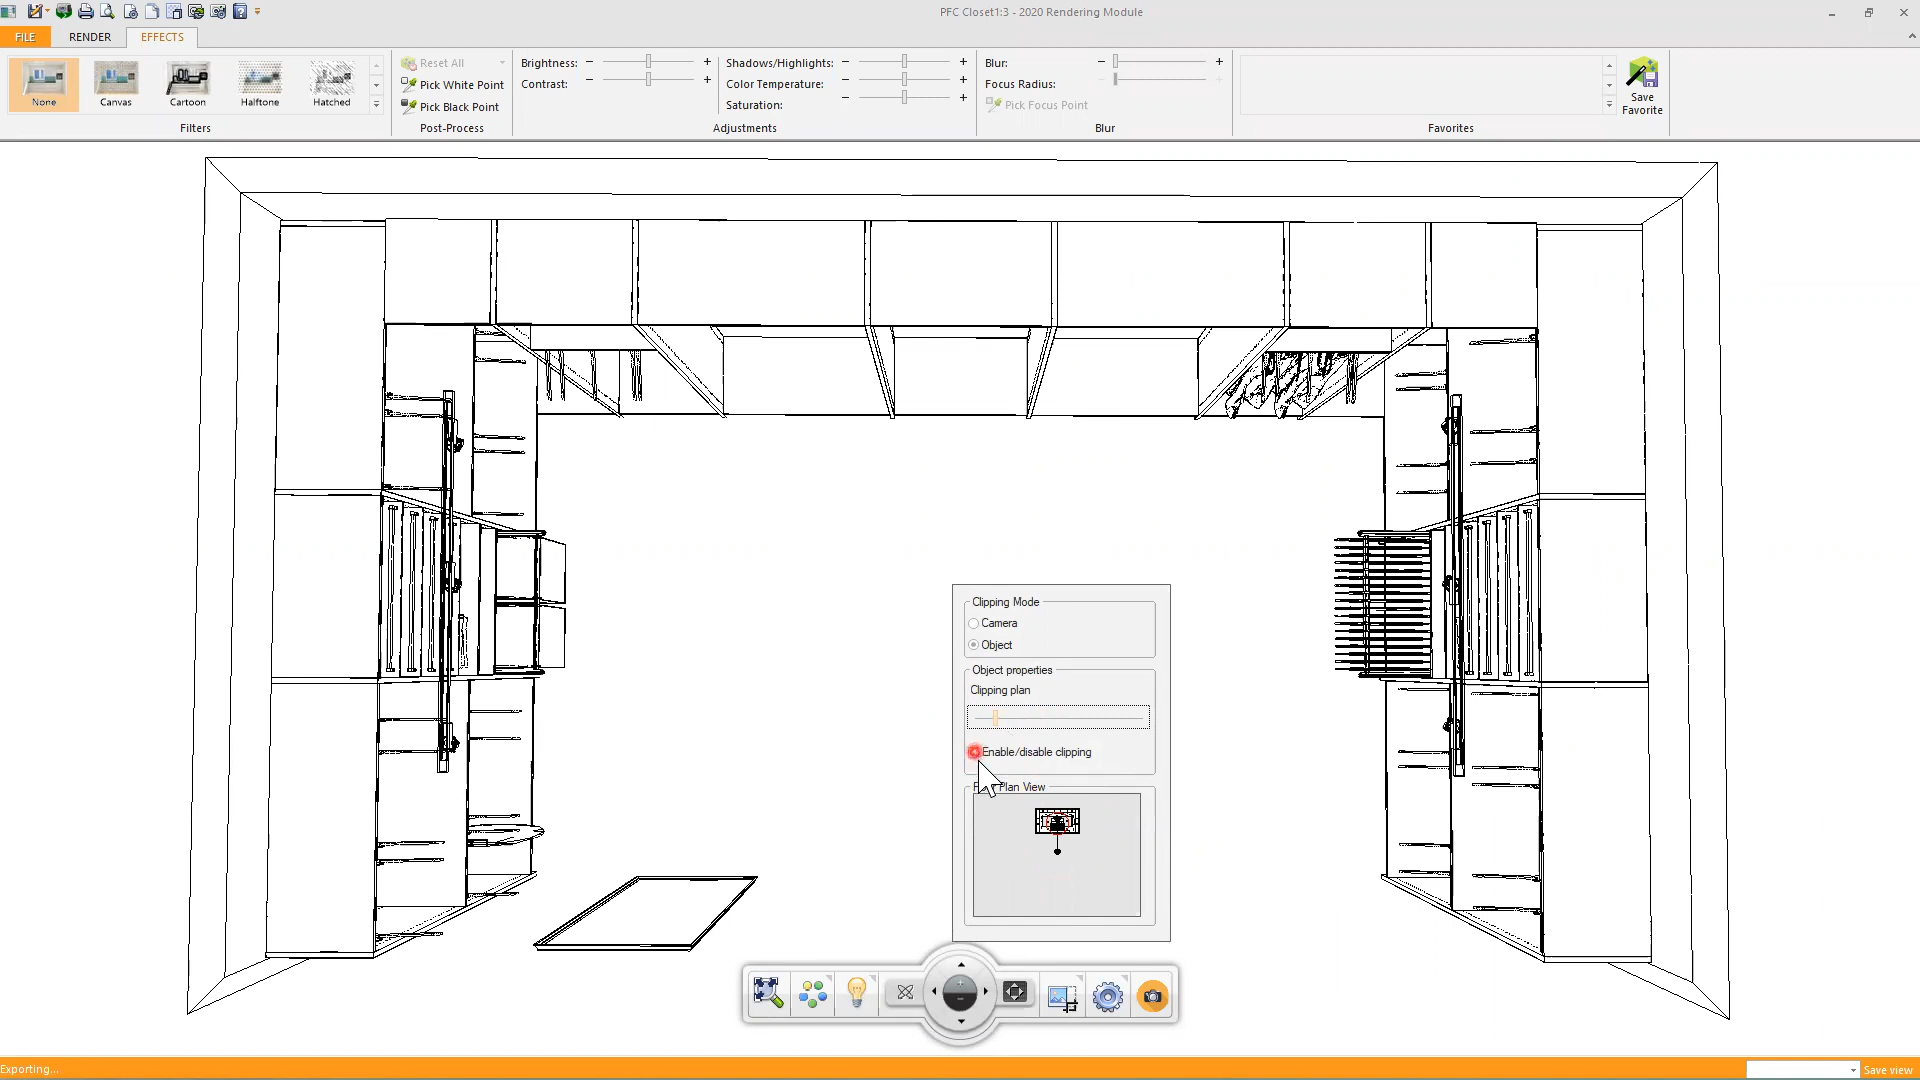 PFC Closet1:3 - 2020 Rendering Module
FILE
RENDER
EFFECTS
None
Canvas
Cartoon
Halftone
Hatched
Filters
Reset All
Pick White Point
Pick Black Point
Post-Process
Brightness:
Contrast:
Shadows/Highlights:
Color Temperature:
Saturation:
Adjustments
Blur:
Focus Radius:
Pick Focus Point
Blur
Favorites
Save
Favorite
Clipping Mode
Camera
Object
Object properties
Clipping plan
Enable/disable clipping
Plan View
Exporting...
Save view